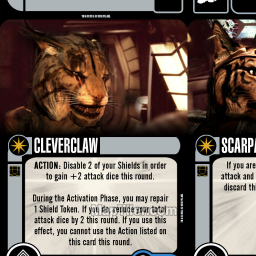 CLEVERCLAW
SCARPA
ACTION: Disable 2 of your Shields in order
to gain +2 attack dice this round.
During the Activation Phase, you may repair
1 Shield Token. If you do, reduce your total
attack dice by 2 this round. If you use this
effect, you cannot use the Action listed on
this card this round.
If you are
attack and
discard th